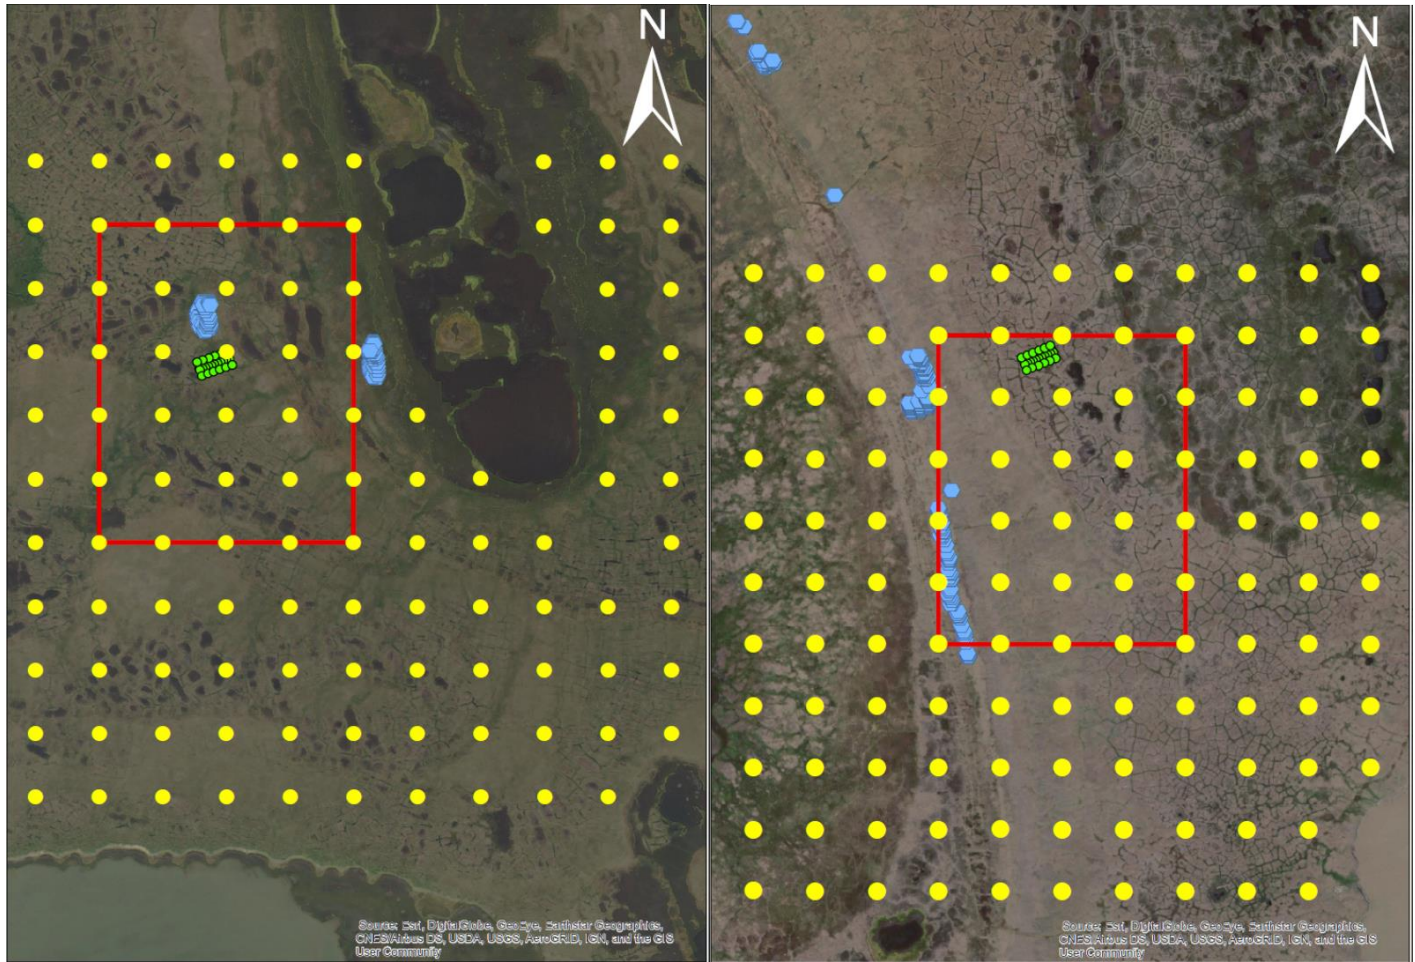 N
Source: Esri, DigitalGlobe, GeoEye, Earthstar Geographics,
CNES/Airbus DS, USDA, USGS, AeroGRID, IGN, and the GIS
User Community
N
Source: Esri, DigitalGlobe, GeoEye, Earthstar Geographics,
CNES/Airbus DS, USDA, USGS, AeroGRID, IGN, and the GIS
User Community